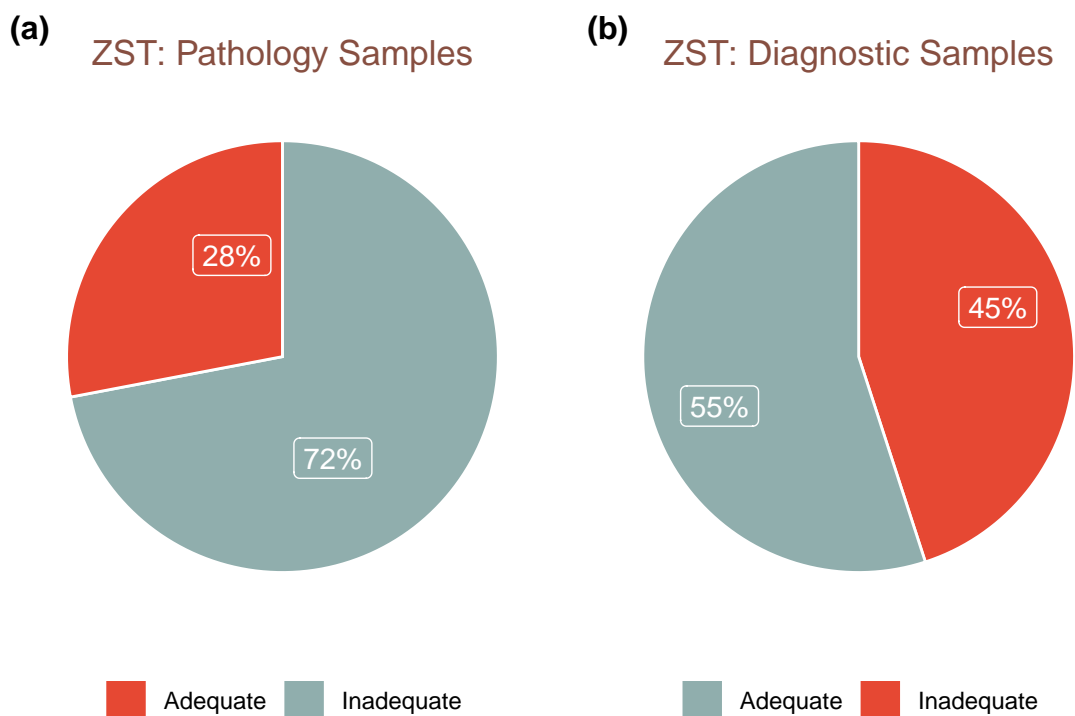 (a)
ZST: Pathology Samples
28%
72%
Adequate Inadequate
(b)
ZST: Diagnostic Samples
45%
55%
Adequate Inadequate